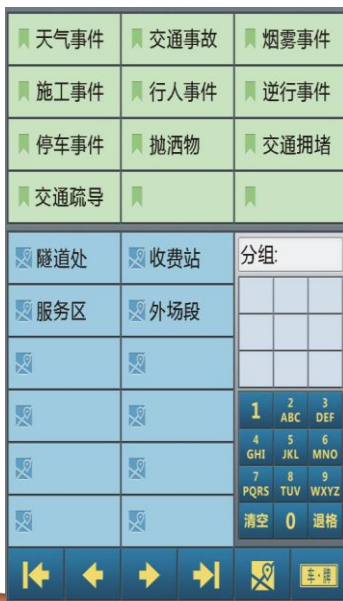 天气事件 交通事故 烟雾事件
施工事件 行人事件 逆行事件
停车事件 抛洒物 交通拥堵
交通疏导
隧道处 收费站 分组:
服务区 外场段
1 2 ABC 3 DEF
4 GHI 5 JKL 6 MNO
7 PQRS 8 TUV 9 WXYZ
清空 0 退格
车·牌